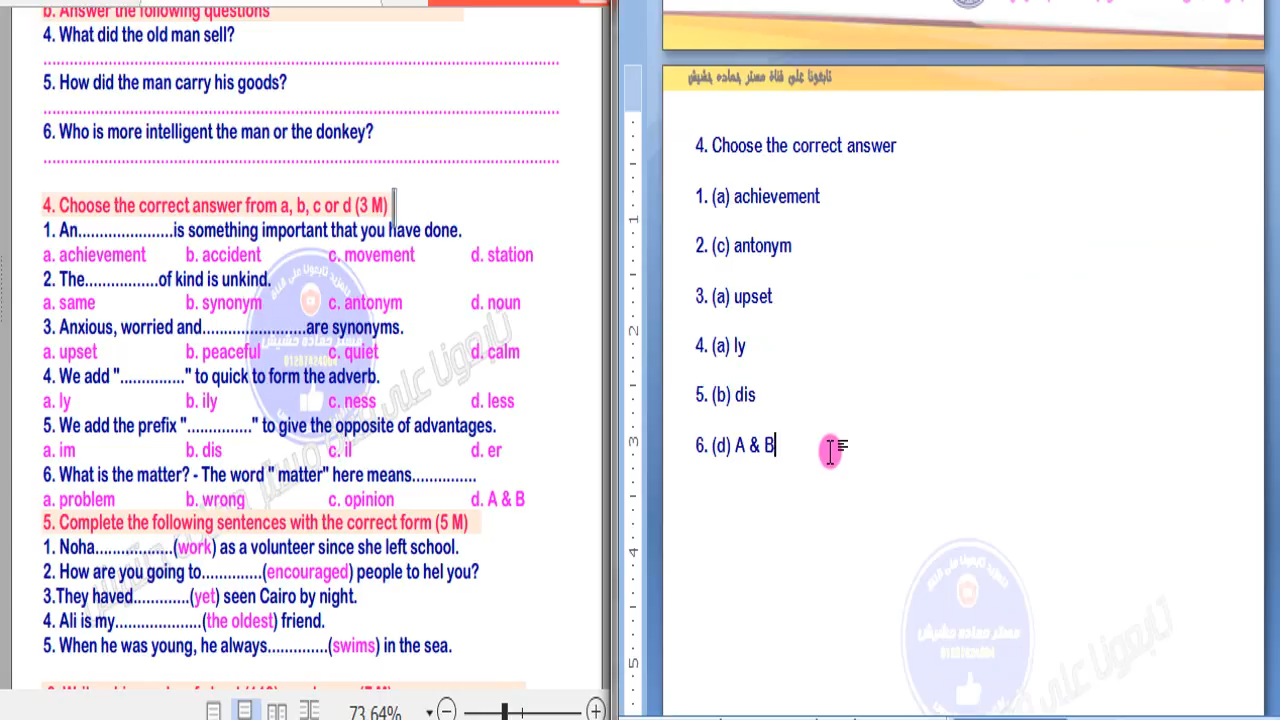 b. Answer the following questions
4. What did the old man sell?
................................................................................................................
5. How did the man carry his goods?
................................................................................................................
6. Who is more intelligent the man or the donkey?
................................................................................................................
4. Choose the correct answer from a, b, c or d (3 M)
1. An......................is something important that you have done.
a. achievement b. accident c. movement d. station
2. The.................of kind is unkind.
a. same b. synonym c. antonym d. noun
3. Anxious, worried and........................are synonyms.
a. upset b. peaceful c. quiet d. calm
4. We add "..............." to quick to form the adverb.
a. ly b. ily c. ness d. less
5. We add the prefix "..............." to give the opposite of advantages.
a. im b. dis c. il d. er
6. What is the matter? - The word " matter" here means...............
a. problem b. wrong c. opinion d. A & B
5. Complete the following sentences with the correct form (5 M)
1. Noha..................(work) as a volunteer since she left school.
2. How are you going to..............(encouraged) people to hel you?
3.They haved.............(yet) seen Cairo by night.
4. Ali is my....................(the oldest) friend.
5. When he was young, he always..............(swims) in the sea.
73.64%
تابعونا على قناة مستر حماده حشيش
4. Choose the correct answer
1. (a) achievement
2. (c) antonym
3. (a) upset
4. (a) ly
5. (b) dis
6. (d) A & B